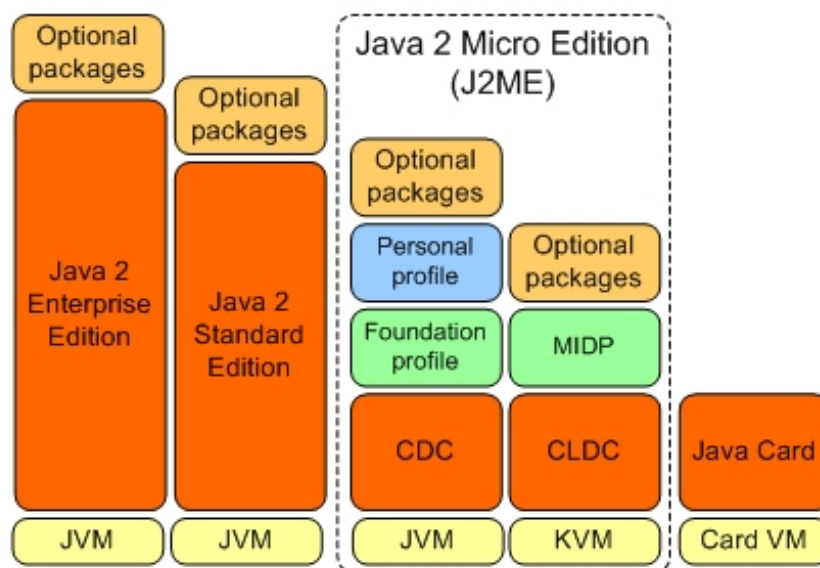 Optional
packages
Java 2
Enterprise
Edition
JVM
Optional
packages
Java 2
Standard
Edition
JVM
Java 2 Micro Edition
(J2ME)
Optional
packages
Personal
profile
Foundation
profile
CDC
JVM
Optional
packages
MIDP
CLDC
KVM
Java Card
Card VM